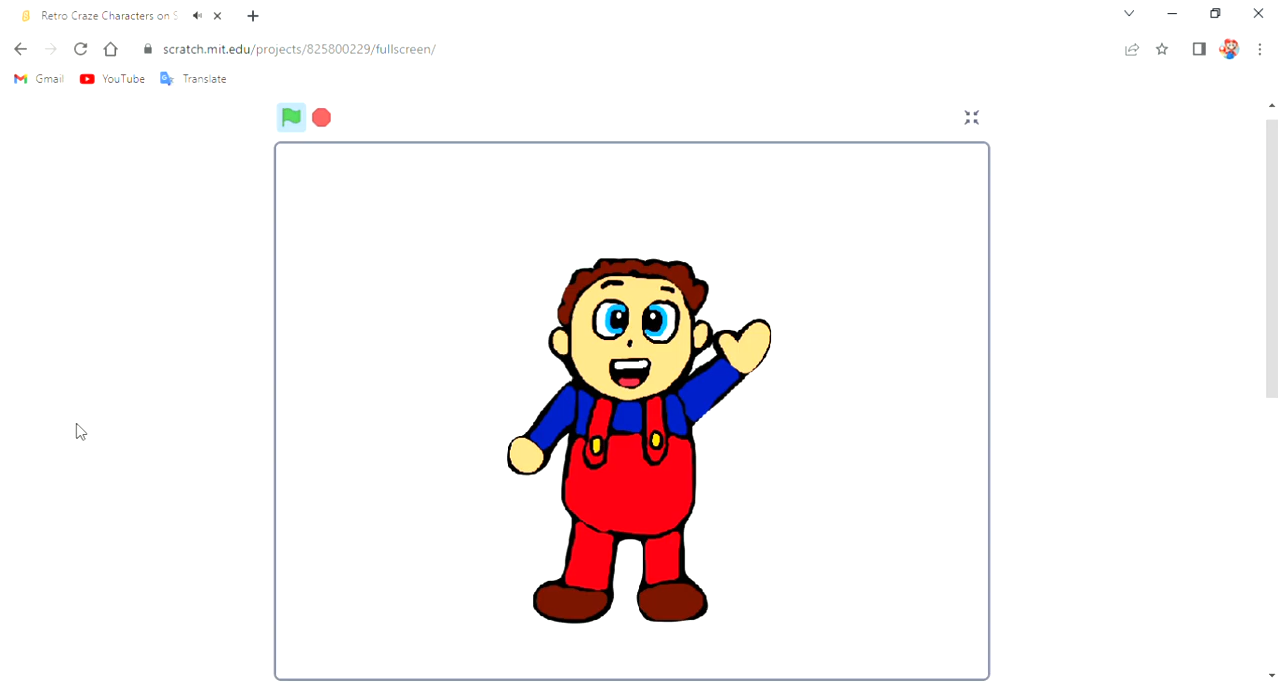 Retro Craze Characters on S
scratch.mit.edu/projects/825800229/fullscreen/
Gmail YouTube Translate